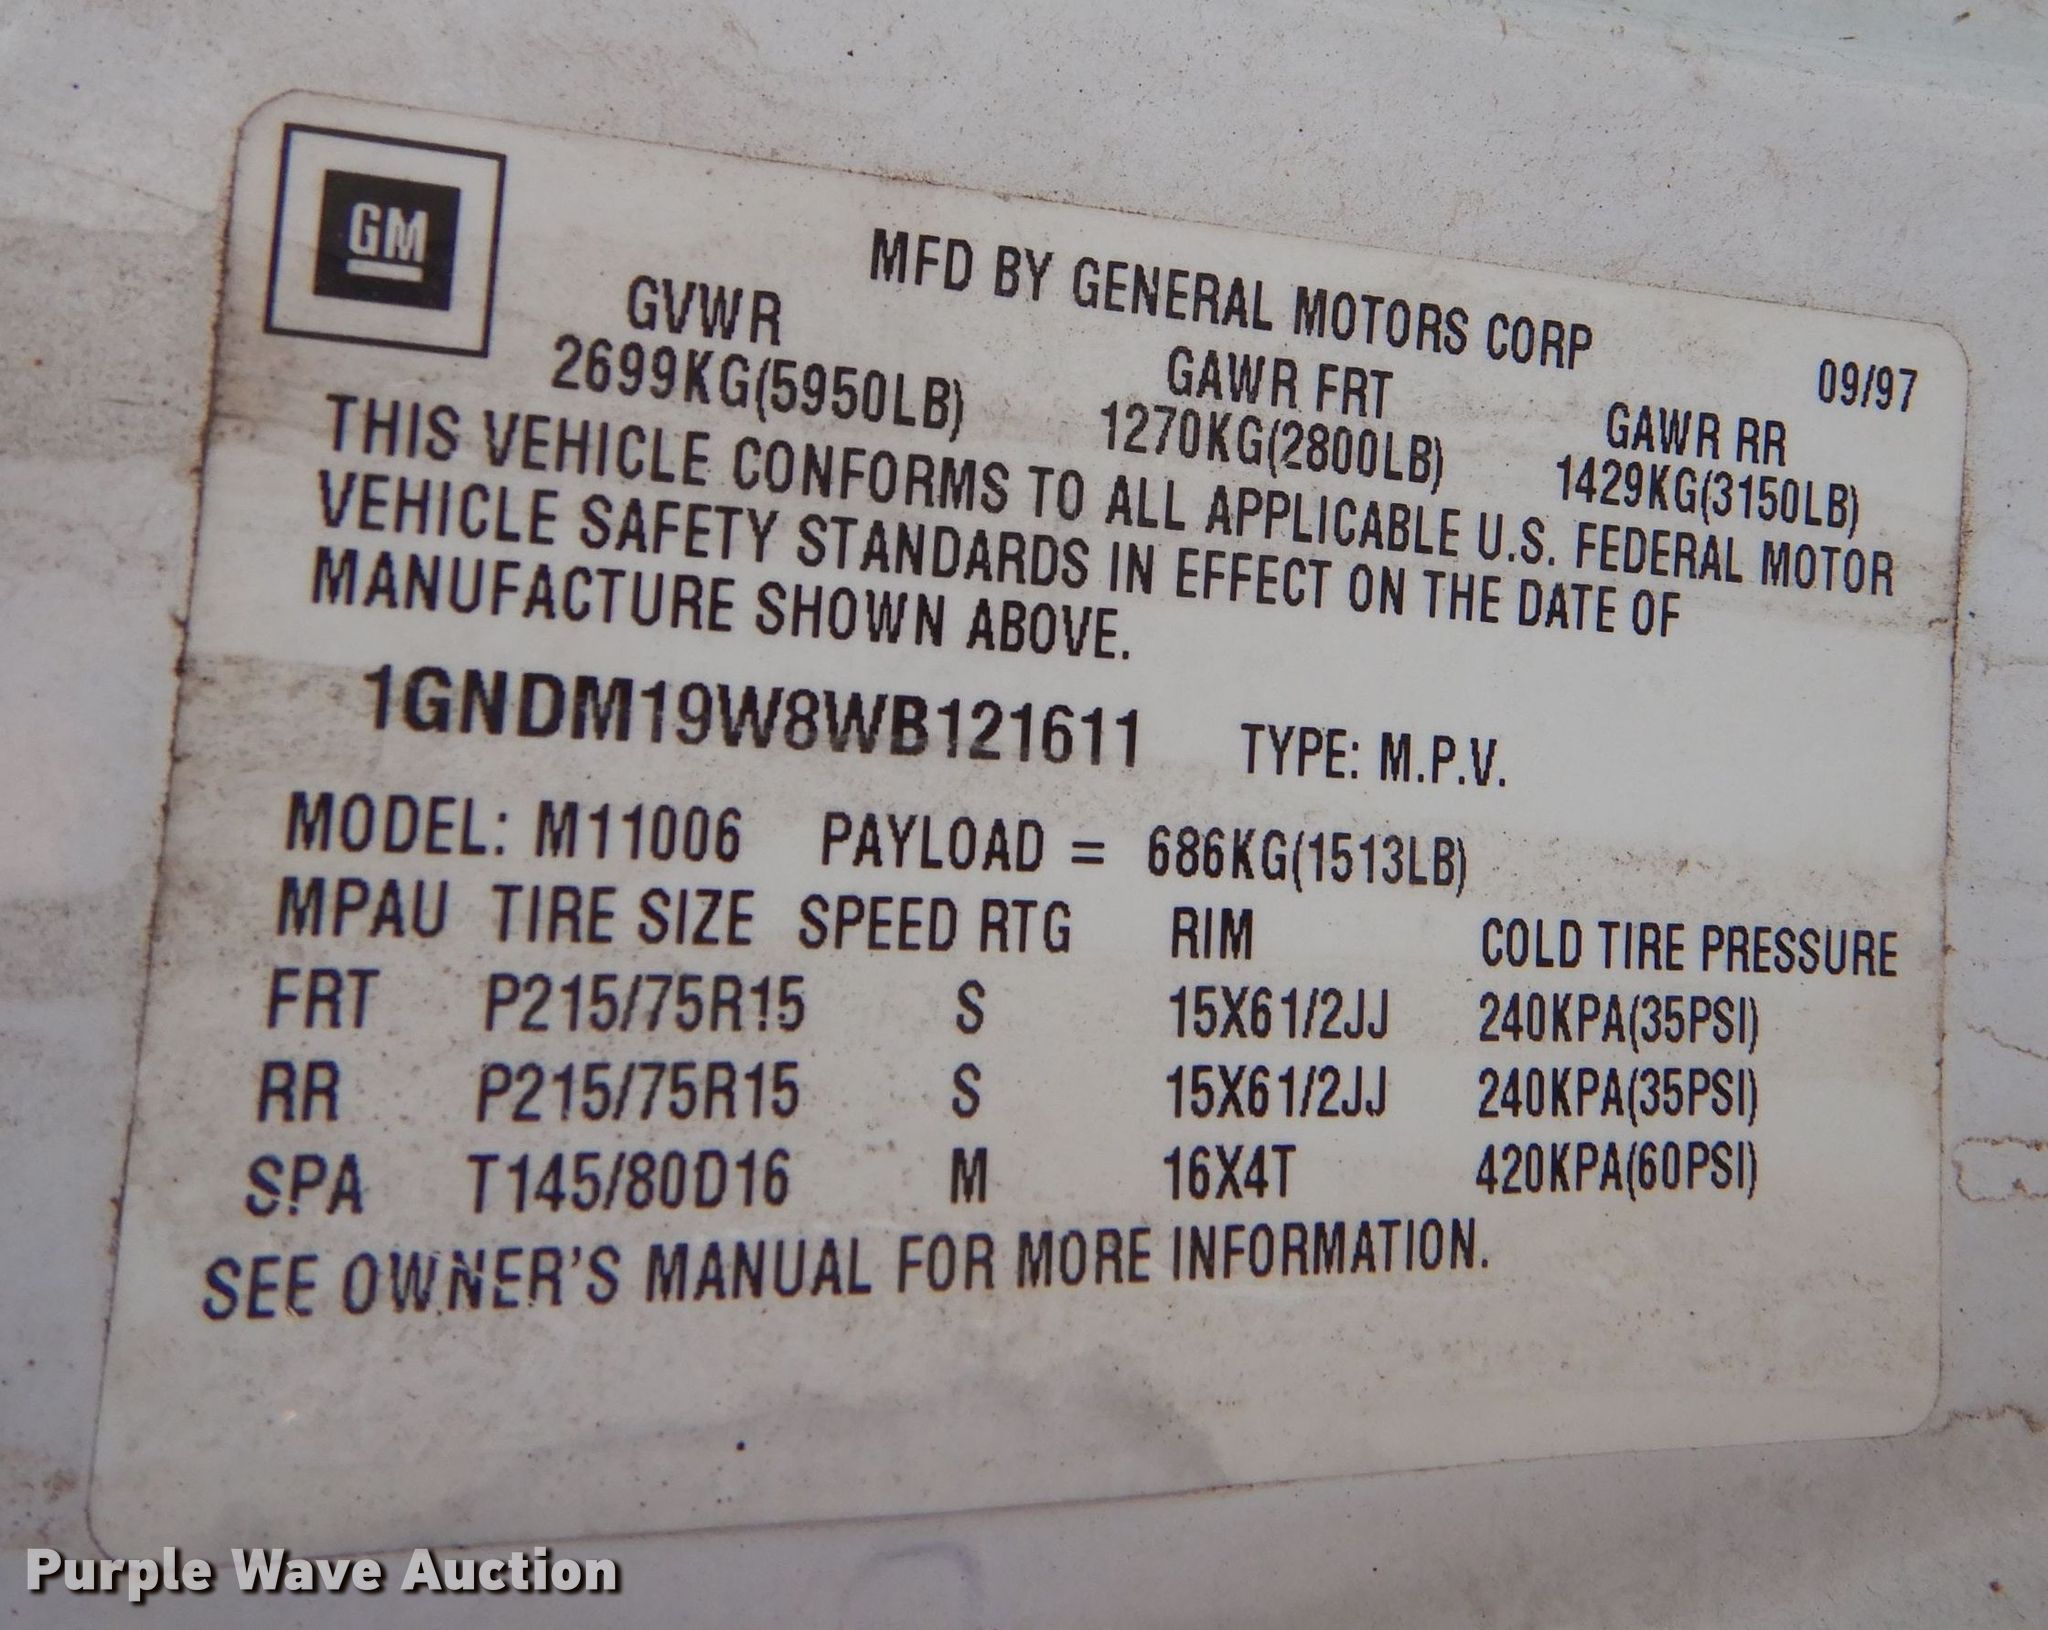 GM
MFD BY GENERAL MOTORS CORP
09/97
GVWR GAWR FRT GAWR RR
2699KG(5950LB) 1270KG(2800LB) 1429KG(3150LB)
THIS VEHICLE CONFORMS TO ALL APPLICABLE U.S. FEDERAL MOTOR
VEHICLE SAFETY STANDARDS IN EFFECT ON THE DATE OF
MANUFACTURE SHOWN ABOVE.
1GNDM19W8WB121611 TYPE: M.P.V.
MODEL: M11006 PAYLOAD = 686KG(1513LB)
MPAU TIRE SIZE SPEED RTG RIM COLD TIRE PRESSURE
FRT P215/75R15 S 15X61/2JJ 240KPA(35PSI)
RR P215/75R15 S 15X61/2JJ 240KPA(35PSI)
SPA T145/80D16 M 16X4T 420KPA(60PSI)
SEE OWNER'S MANUAL FOR MORE INFORMATION.
Purple Wave Auction